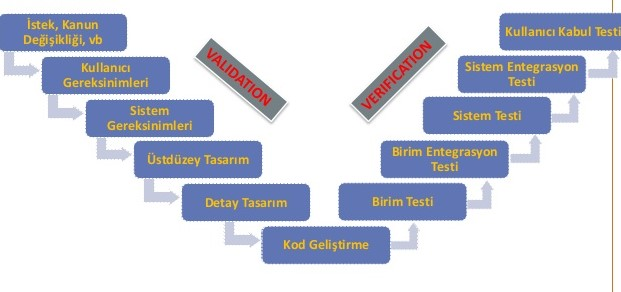 İstek, Kanun
Değişikliği, vb
Kullanıcı
Gereksinimleri
Sistem
Gereksinimleri
Üstdüzey Tasarım
Detay Tasarım
Kod Geliştirme
VALIDATION
VERIFICATION
Kullanıcı Kabul Testi
Sistem Entegrasyon
Testi
Sistem Testi
Birim Entegrasyon
Testi
Birim Testi